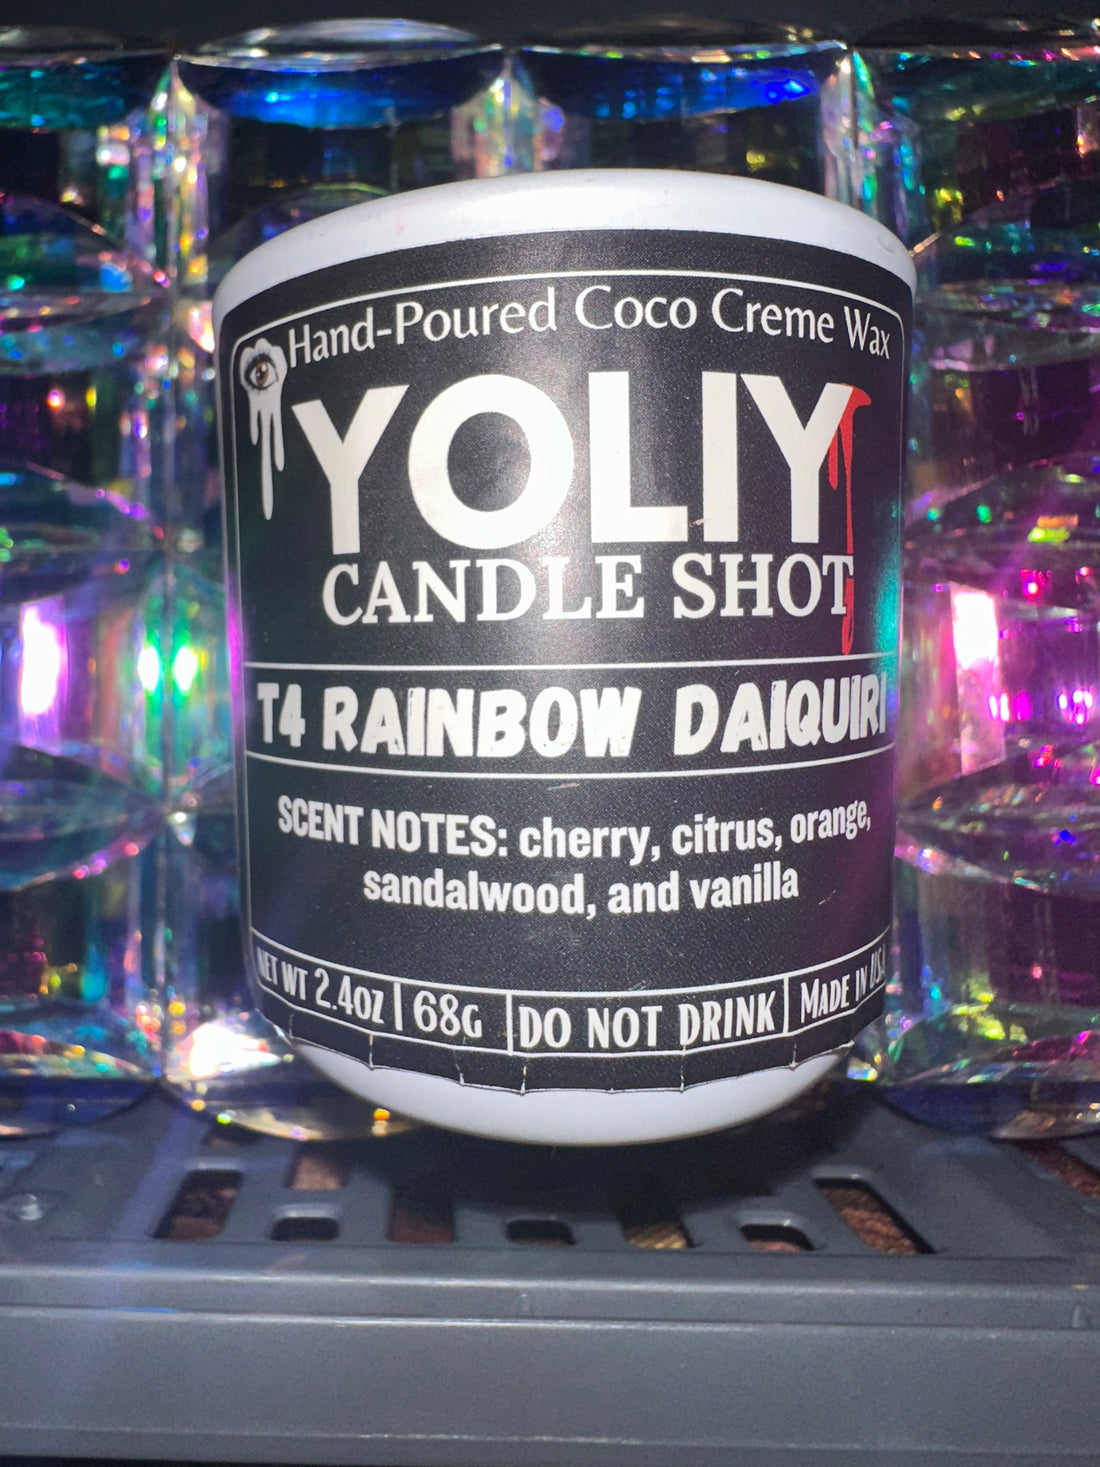 Hand-Poured Coco Creme Wax
YOLIY
CANDLE SHOT
T4 RAINBOW DAIQUIRI
SCENT NOTES: cherry, citrus, orange,
sandalwood, and vanilla
NET WT 2.4OZ | 68G | DO NOT DRINK | MADE IN USA